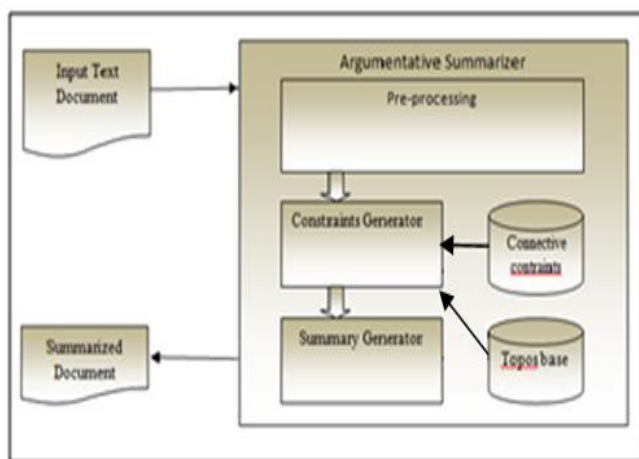 Input Text
Document
Argumentative Summarizer
Pre-processing
Constraints Generator
Connective
contraints
Summary Generator
Topos base
Summarized
Document